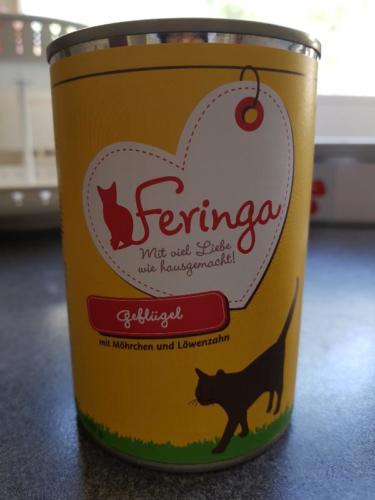 Feringa
Mit viel Liebe
wie hausgemacht!
Geflügel
mit Möhrchen und Löwenzahn